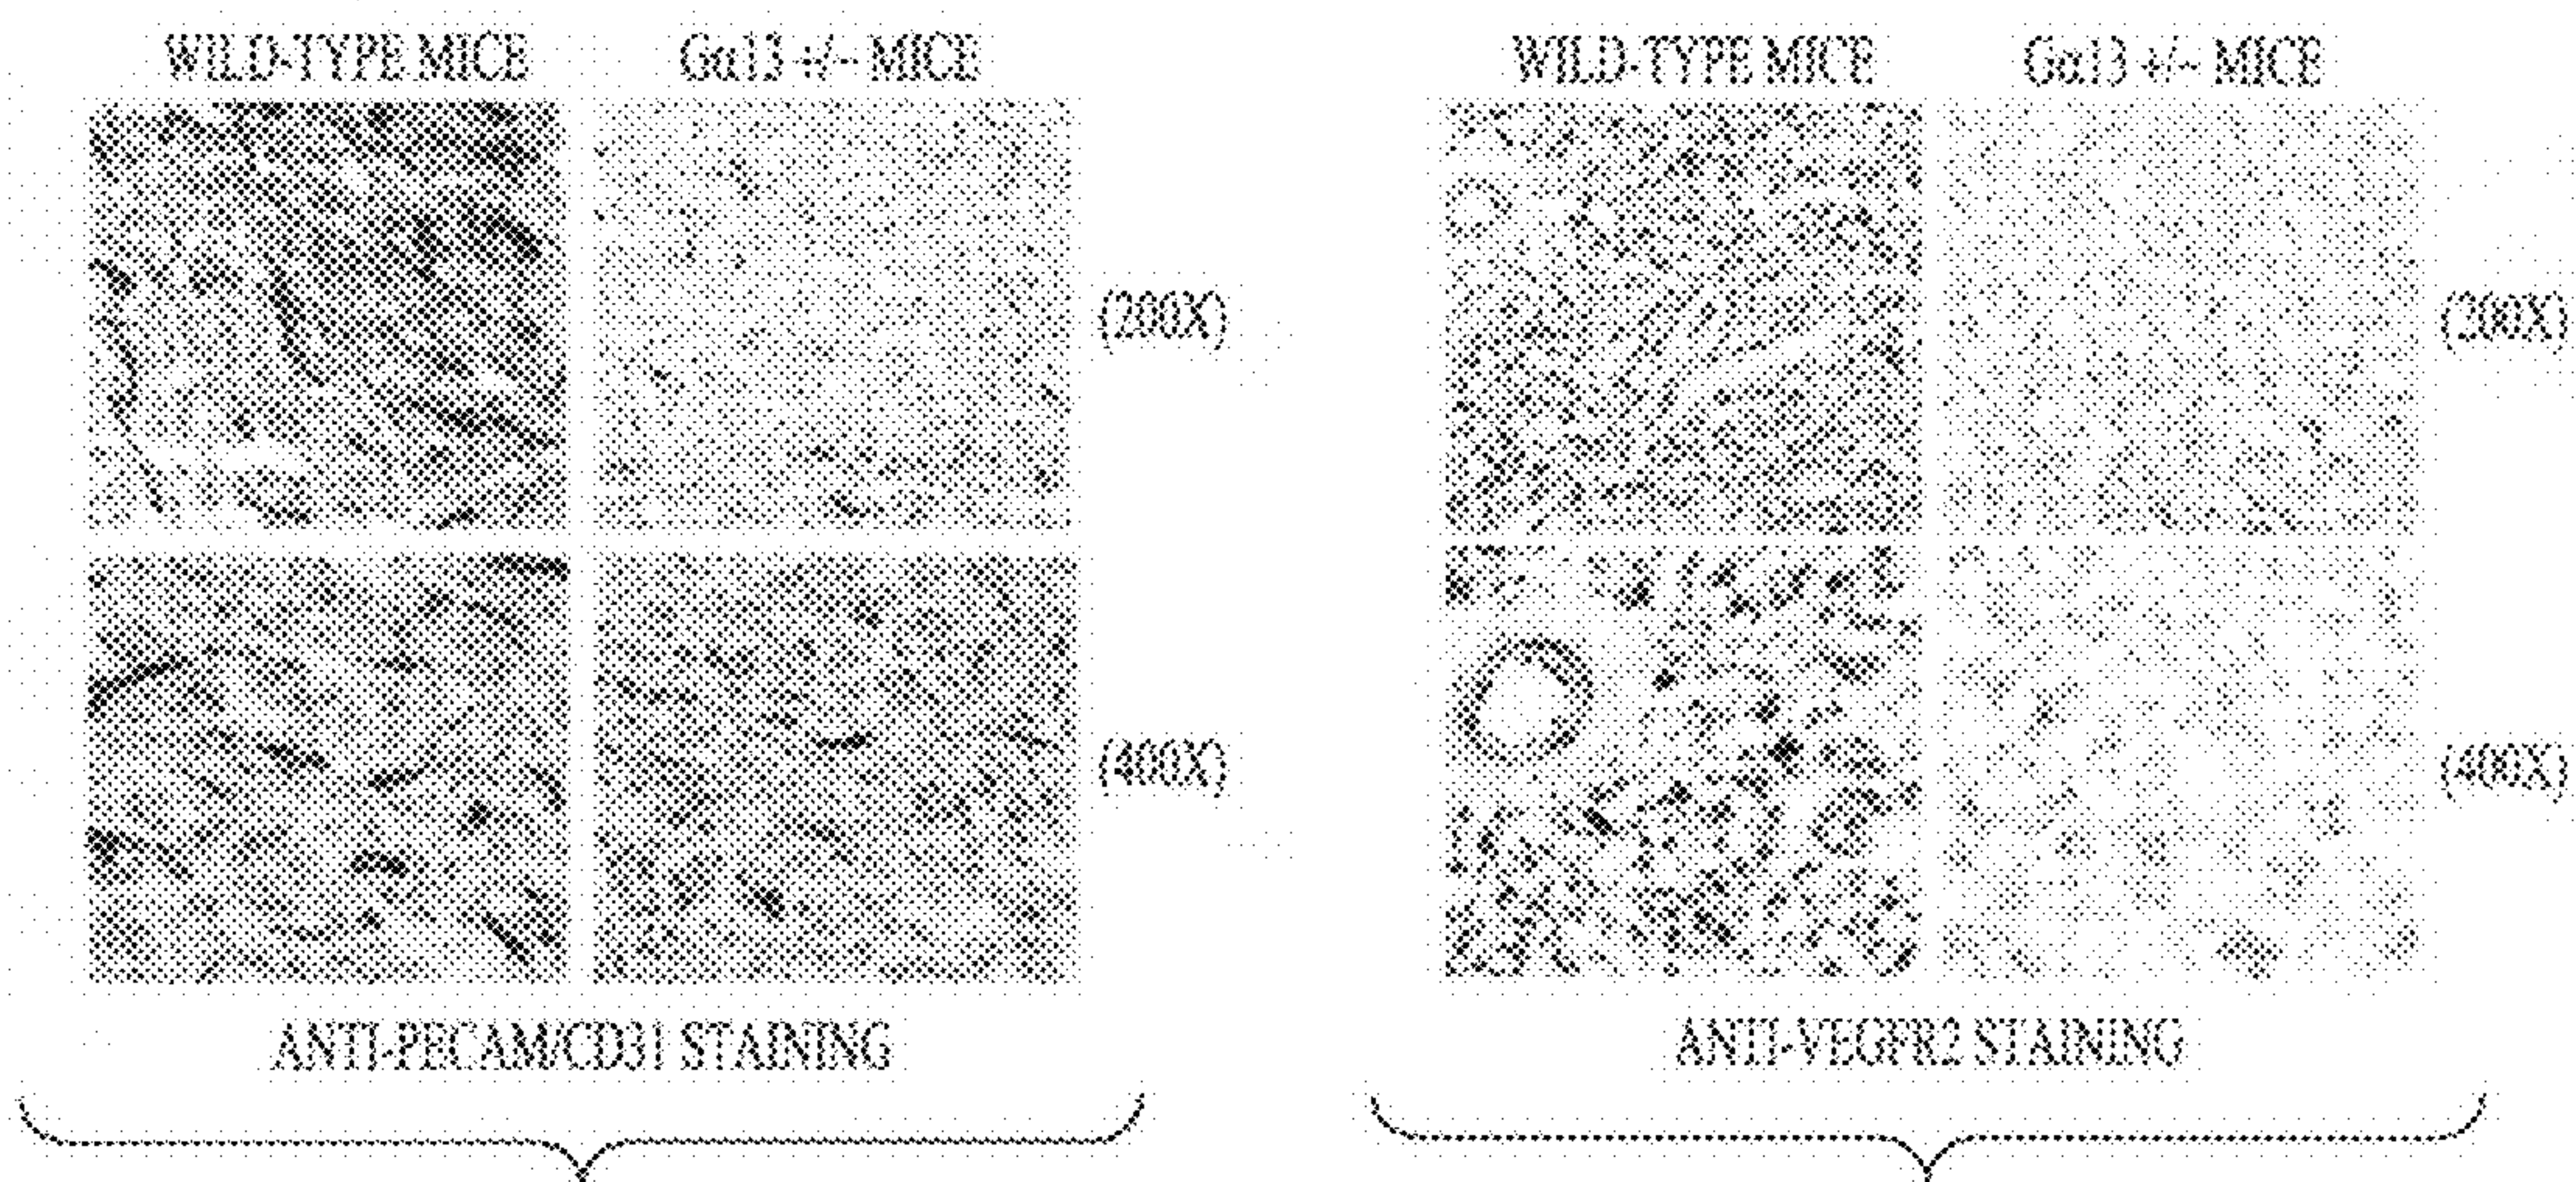 WILD-TYPE MICE
Gα13 +/- MICE
(200X)
(400X)
ANTI-PECAM/CD31 STAINING
WILD-TYPE MICE
Gα13 +/- MICE
(200X)
(400X)
ANTI-VEGFR2 STAINING